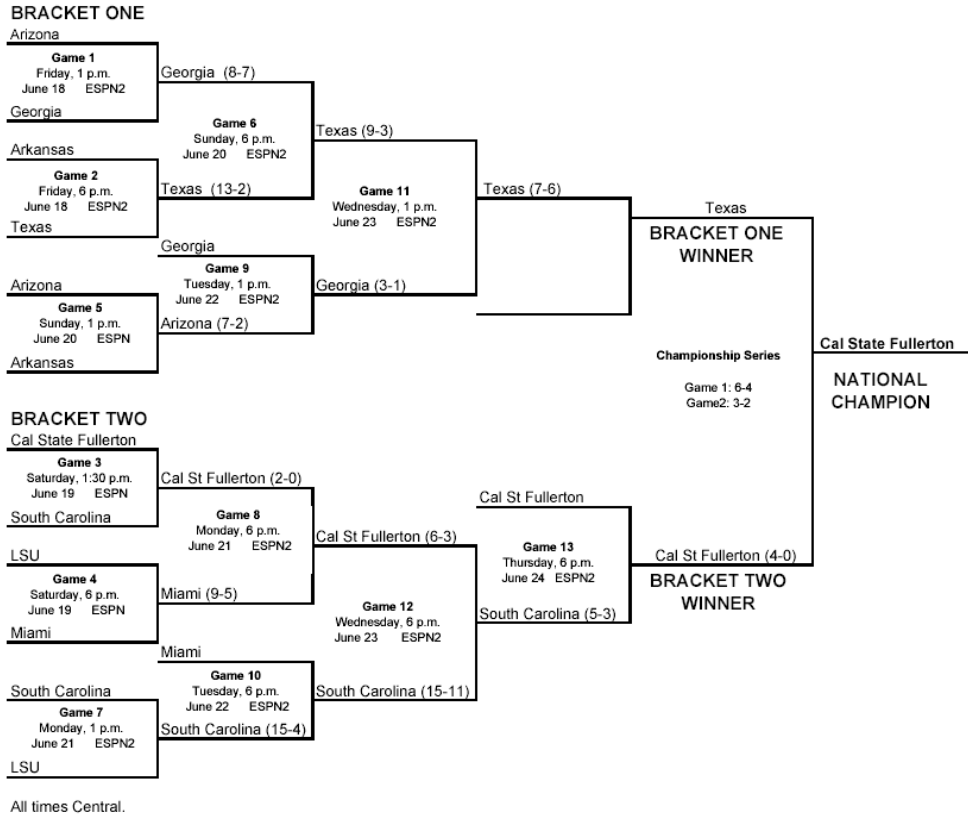 BRACKET ONE
Arizona
Game 1
Friday, 1 p.m.
June 18 ESPN2
Georgia
Georgia (8-7)
Game 6
Sunday, 6 p.m.
June 20 ESPN2
Arkansas
Game 2
Friday, 6 p.m.
June 18 ESPN2
Texas
Texas (13-2)
Texas (9-3)
Game 11
Wednesday, 1 p.m.
June 23 ESPN2
Georgia
Game 9
Tuesday, 1 p.m.
June 22 ESPN2
Arizona
Game 5
Sunday, 1 p.m.
June 20 ESPN
Arkansas
Arizona (7-2)
Georgia (3-1)
Texas (7-6)
Texas
BRACKET ONE
WINNER
Championship Series
Game 1: 6-4
Game2: 3-2
Cal State Fullerton
NATIONAL
CHAMPION
BRACKET TWO
Cal State Fullerton
Game 3
Saturday, 1:30 p.m.
June 19 ESPN
South Carolina
Cal St Fullerton (2-0)
Game 8
Monday, 6 p.m.
June 21 ESPN2
LSU
Game 4
Saturday, 6 p.m.
June 19 ESPN
Miami
Miami (9-5)
Cal St Fullerton (6-3)
Game 12
Wednesday, 6 p.m.
June 23 ESPN2
Miami
Game 10
Tuesday, 6 p.m.
June 22 ESPN2
South Carolina
Game 7
Monday, 1 p.m.
June 21 ESPN2
LSU
South Carolina (15-4)
South Carolina (15-11)
Cal St Fullerton
Game 13
Thursday, 6 p.m.
June 24 ESPN2
South Carolina (5-3)
Cal St Fullerton (4-0)
BRACKET TWO
WINNER
All times Central.